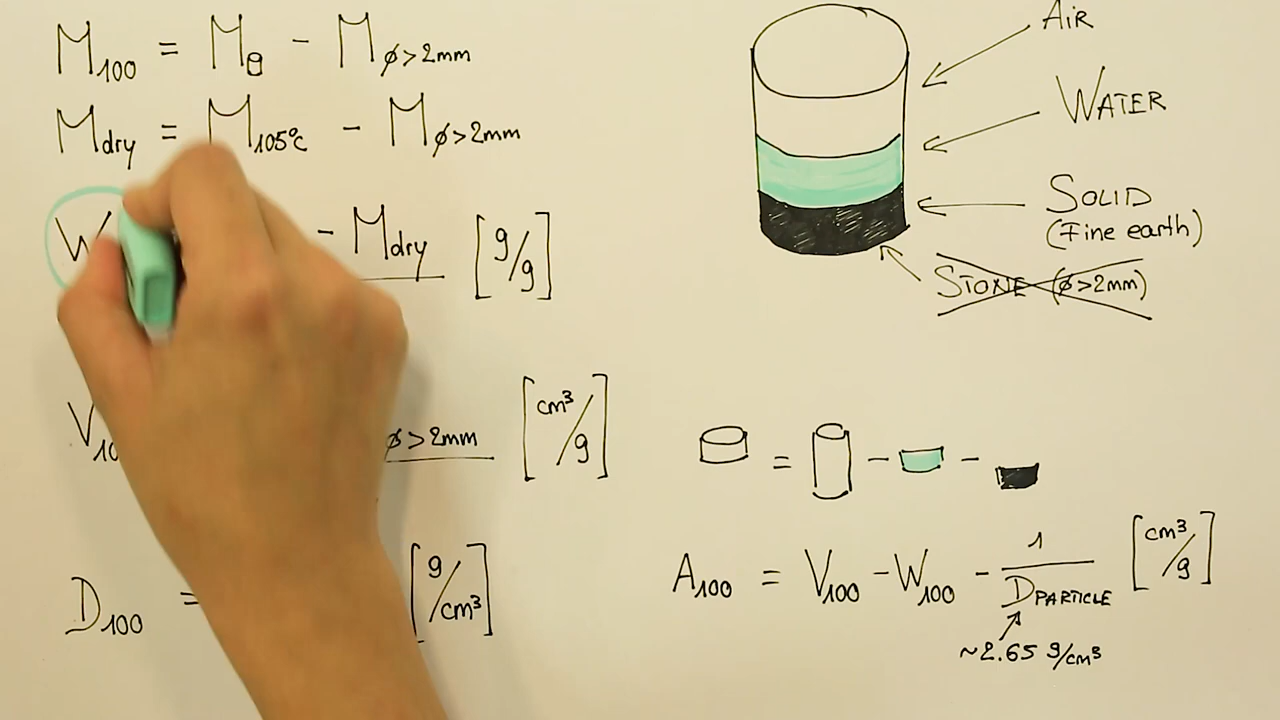 M100 = M - Mø>2mm
Mdry = M105°C - Mø>2mm
W - Mdry [g/g]
V10 ø>2mm [cm³/g]
D100 = [g/cm³]
Air
WATER
SOLID
(Fine earth)
STONE (ø>2mm)
= - -
A100 = V100 - W100 - 1/DPARTICLE [cm³/g]
~2.65 g/cm³